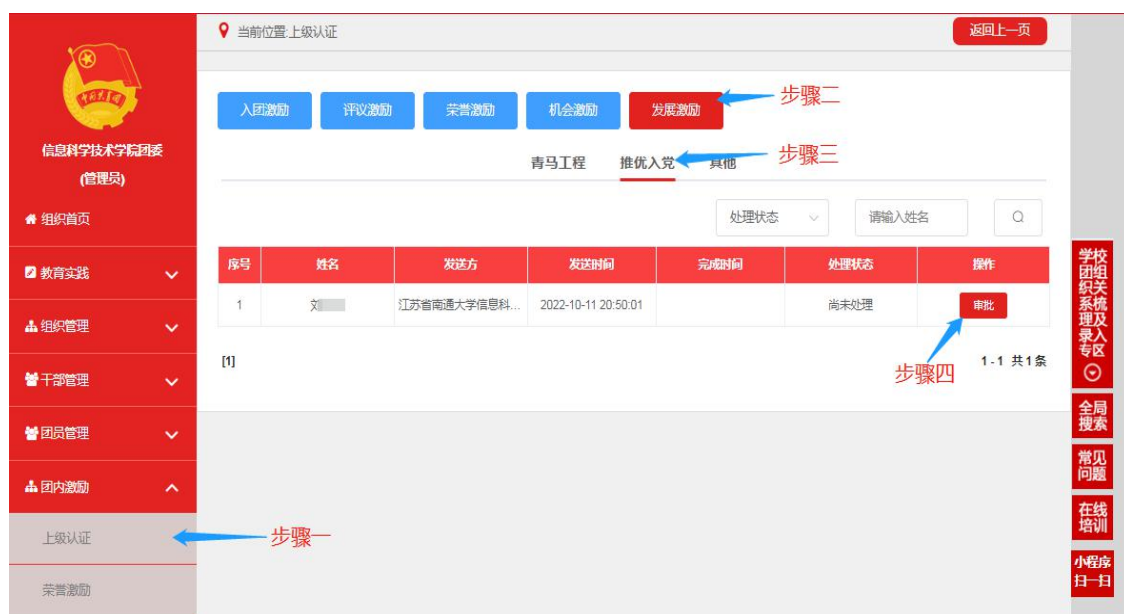 当前位置:上级认证
返回上一页
入团激励
评议激励
荣誉激励
机会激励
发展激励
步骤二
青马工程
推优入党
其他
步骤三
信息科学技术学院团委
(管理员)
组织首页
教育实践
组织管理
干部管理
团员管理
团内激励
上级认证
步骤一
荣誉激励
处理状态
请输入姓名
序号 姓名 发送方 发送时间 完成时间 处理状态 操作
1 刘 江苏省南通大学信息科... 2022-10-11 20:50:01 尚未处理 审批
步骤四
[1]
1-1 共1条
学校
团组
织关
系统
理及
录入
专区
全局
搜索
常见
问题
在线
培训
小程序
扫一扫